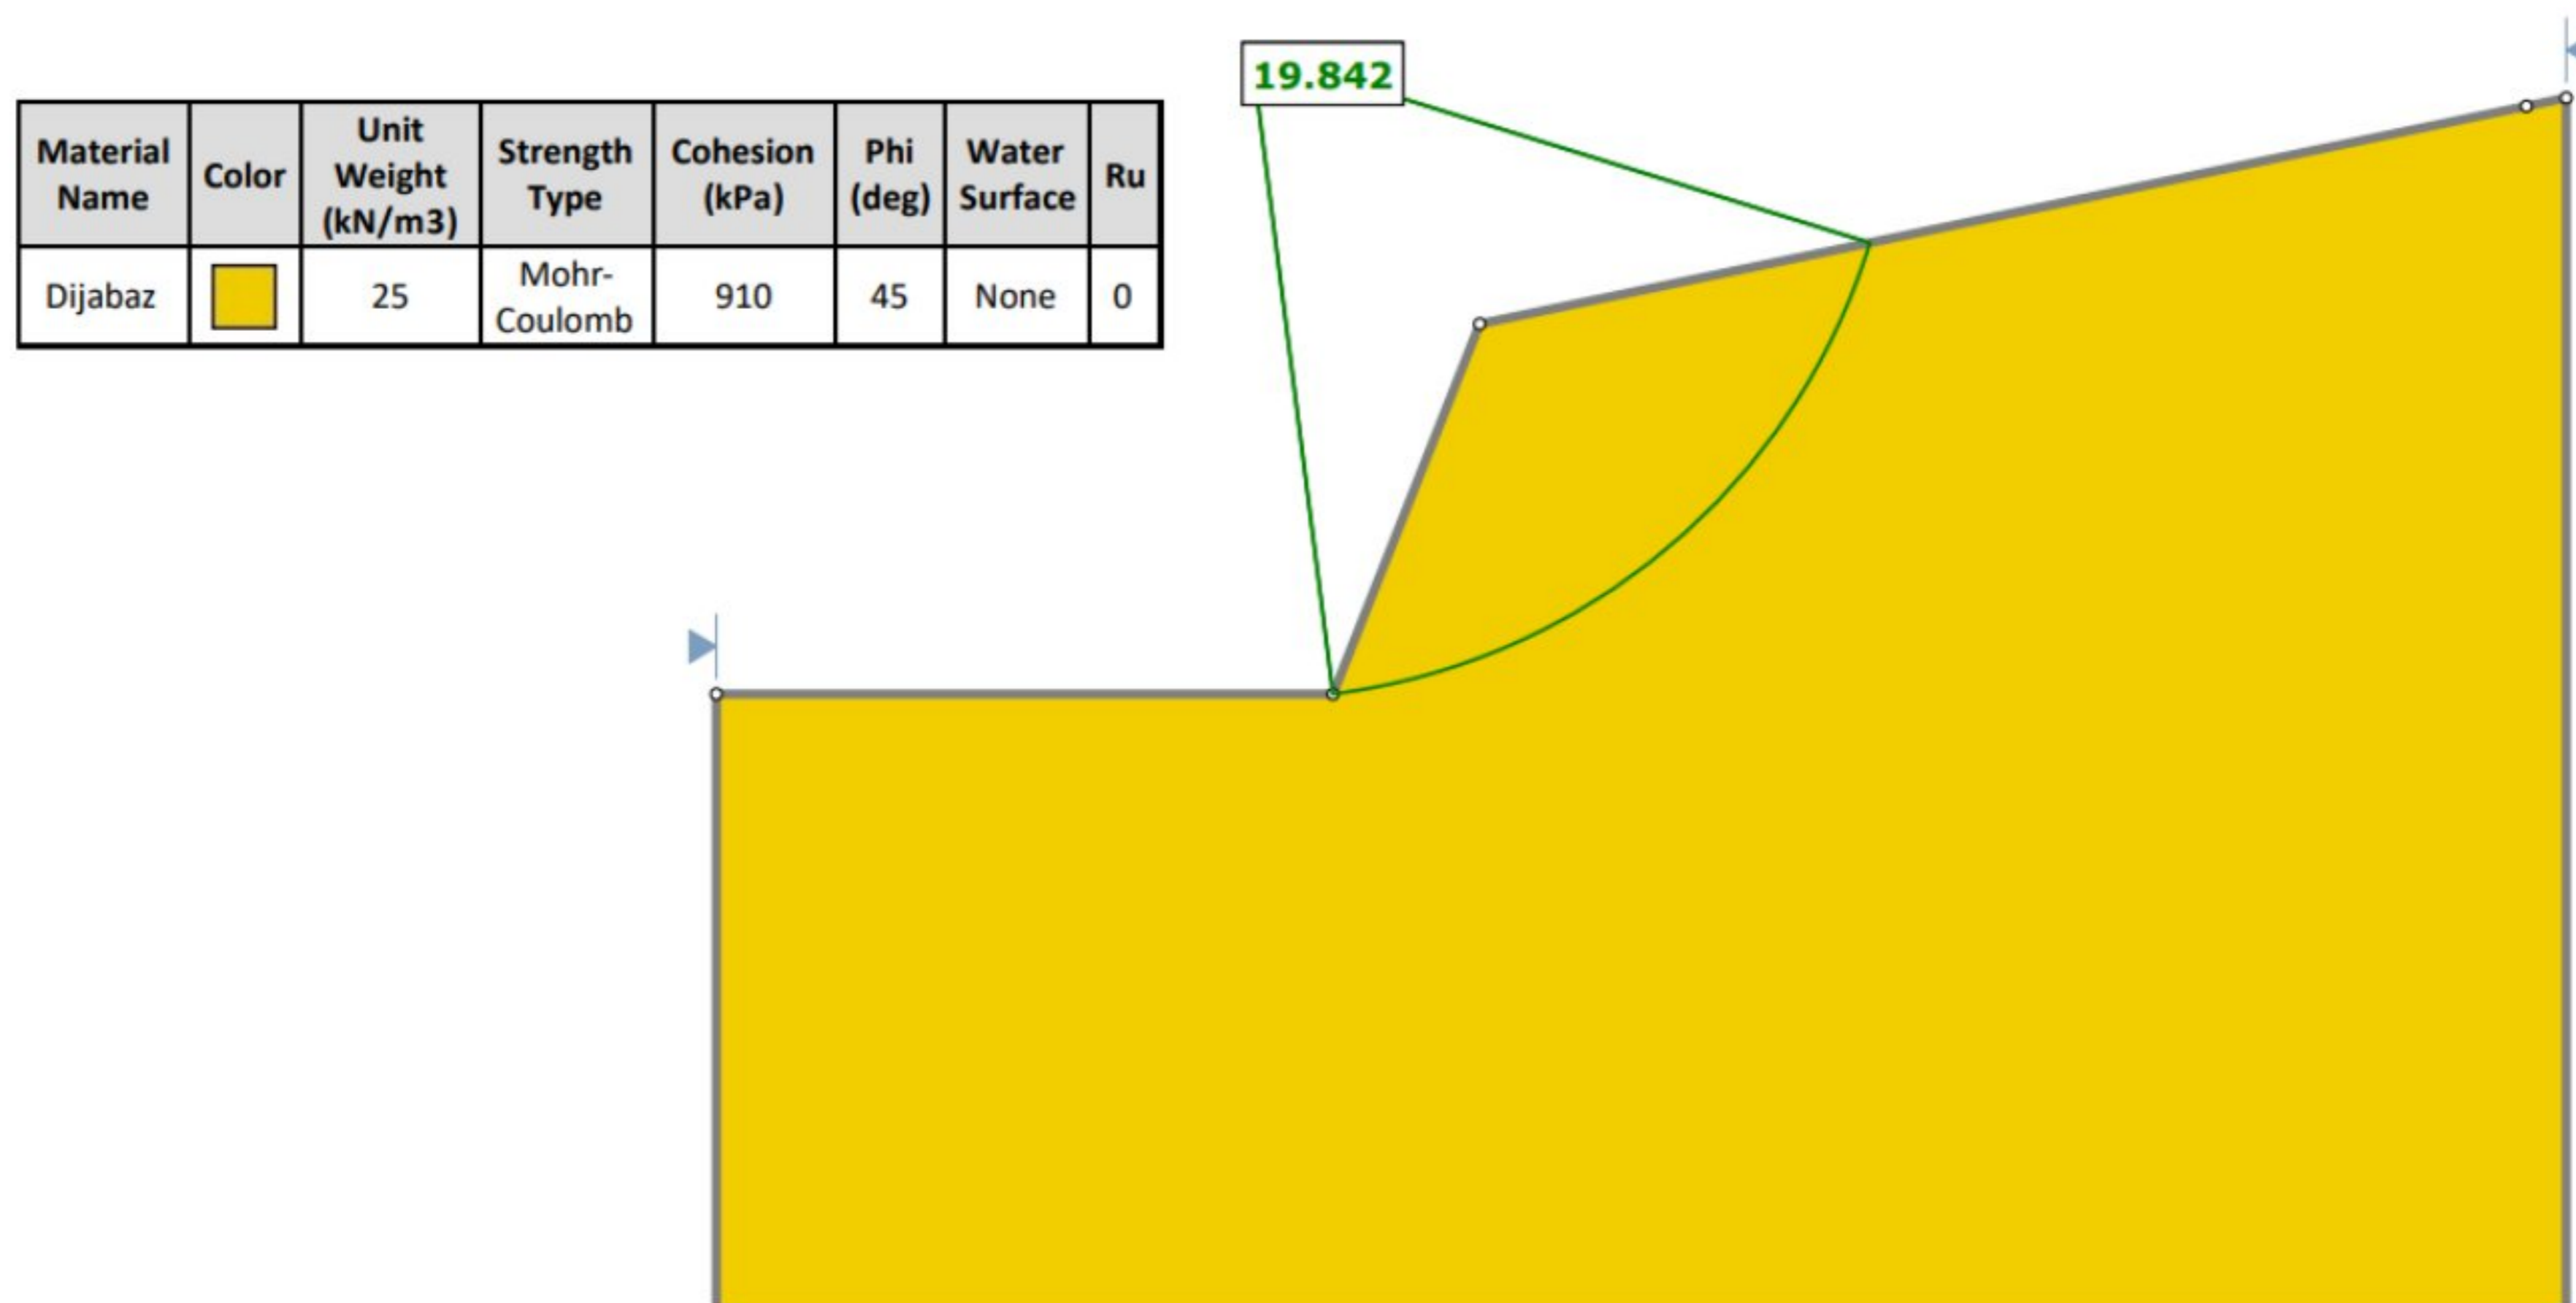 19.842
Material Name Color Unit Weight (kN/m3) Strength Type Cohesion (kPa) Phi (deg) Water Surface Ru
Dijabaz 25 Mohr-Coulomb 910 45 None 0